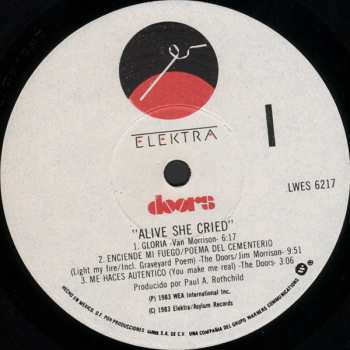 ELEKTRA
LWES 6217
doors
"ALIVE SHE CRIED"
1. GLORIA -Van Morrison- 6:17
2. ENCIENDE MI FUEGO/POEMA DEL CEMENTERIO
(Light my fire/Incl. Graveyard Poem) -The Doors/Jim Morrison- 9:51
3. ME HACES AUTENTICO (You make me real) -The Doors- 3:06
Producido por Paul A. Rothchild
(P) 1983 WEA International Inc.
(C) 1983 Elektra/Asylum Records
HECHO EN MEXICO. D.F. POR PRODUCCIONES S.A. DE C.V. UNA COMPAÑIA DEL GRUPO WARNERS COMMUNICATIONS